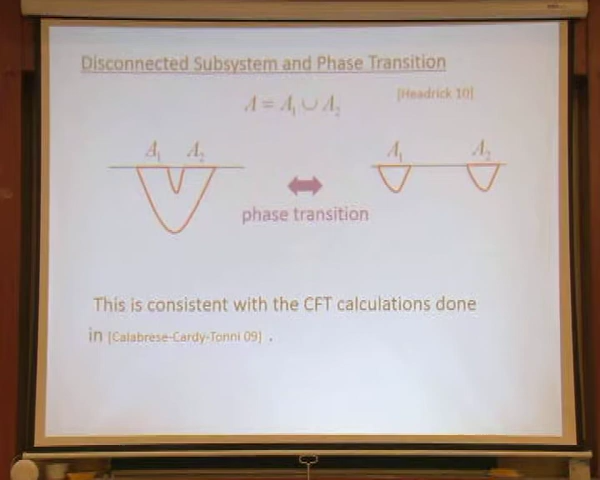 Disconnected Subsystem and Phase Transition
A = A₁ ∪ A₂
[Headrick 10]
A₁ A₂
A₁ A₂
phase transition
This is consistent with the CFT calculations done
in [Calabrese-Cardy-Tonni 09] .